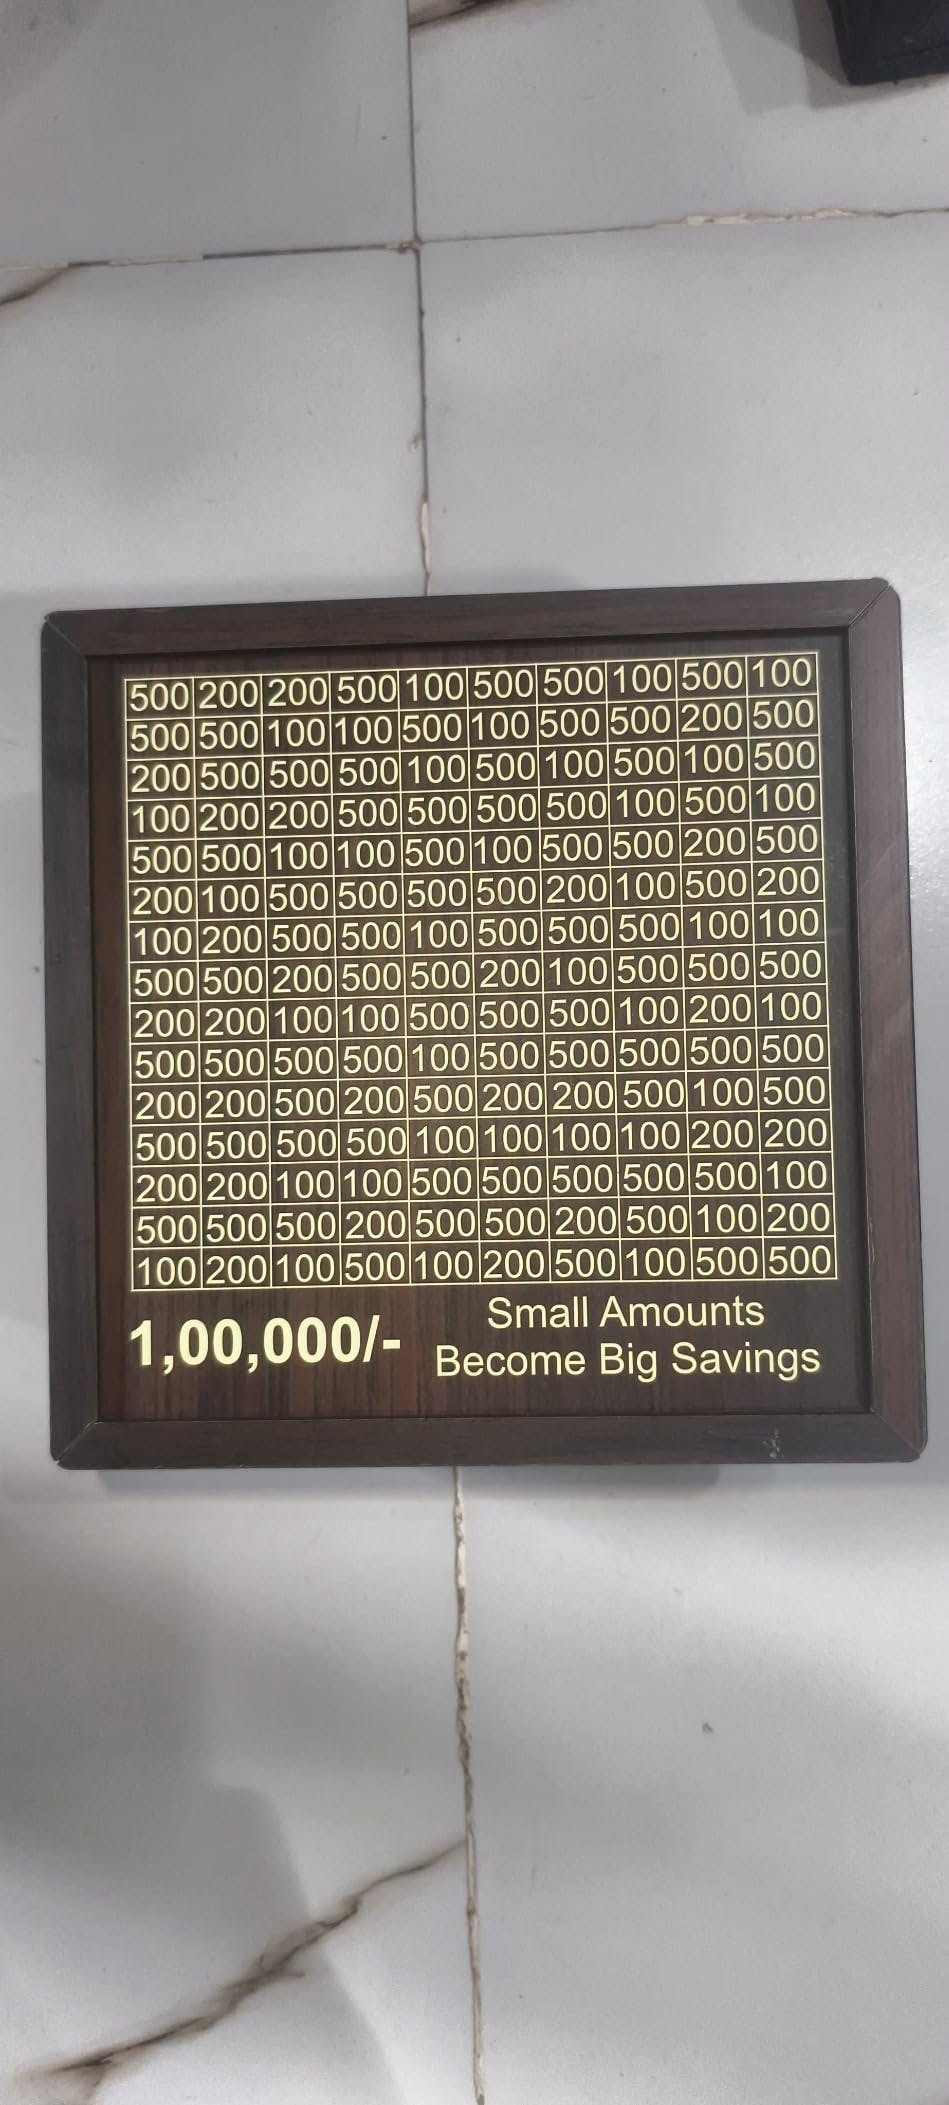 500 200 200 500 100 500 500 100 500 100
500 500 100 100 500 100 500 500 200 500
200 500 500 500 100 500 100 500 100 500
100 200 200 500 500 500 500 100 500 100
500 500 100 100 500 100 500 500 200 500
200 100 500 500 500 500 200 100 500 200
100 200 500 500 100 500 500 500 100 100
500 500 200 500 500 200 100 500 500 500
200 200 100 100 500 500 500 100 200 100
500 500 500 500 100 500 500 500 500 500
200 200 500 200 500 200 200 500 100 500
500 500 500 500 100 100 100 100 200 200
200 200 100 100 500 500 500 500 500 100
500 500 500 200 500 500 200 500 100 200
100 200 100 500 100 200 500 100 500 500
1,00,000/-
Small Amounts
Become Big Savings